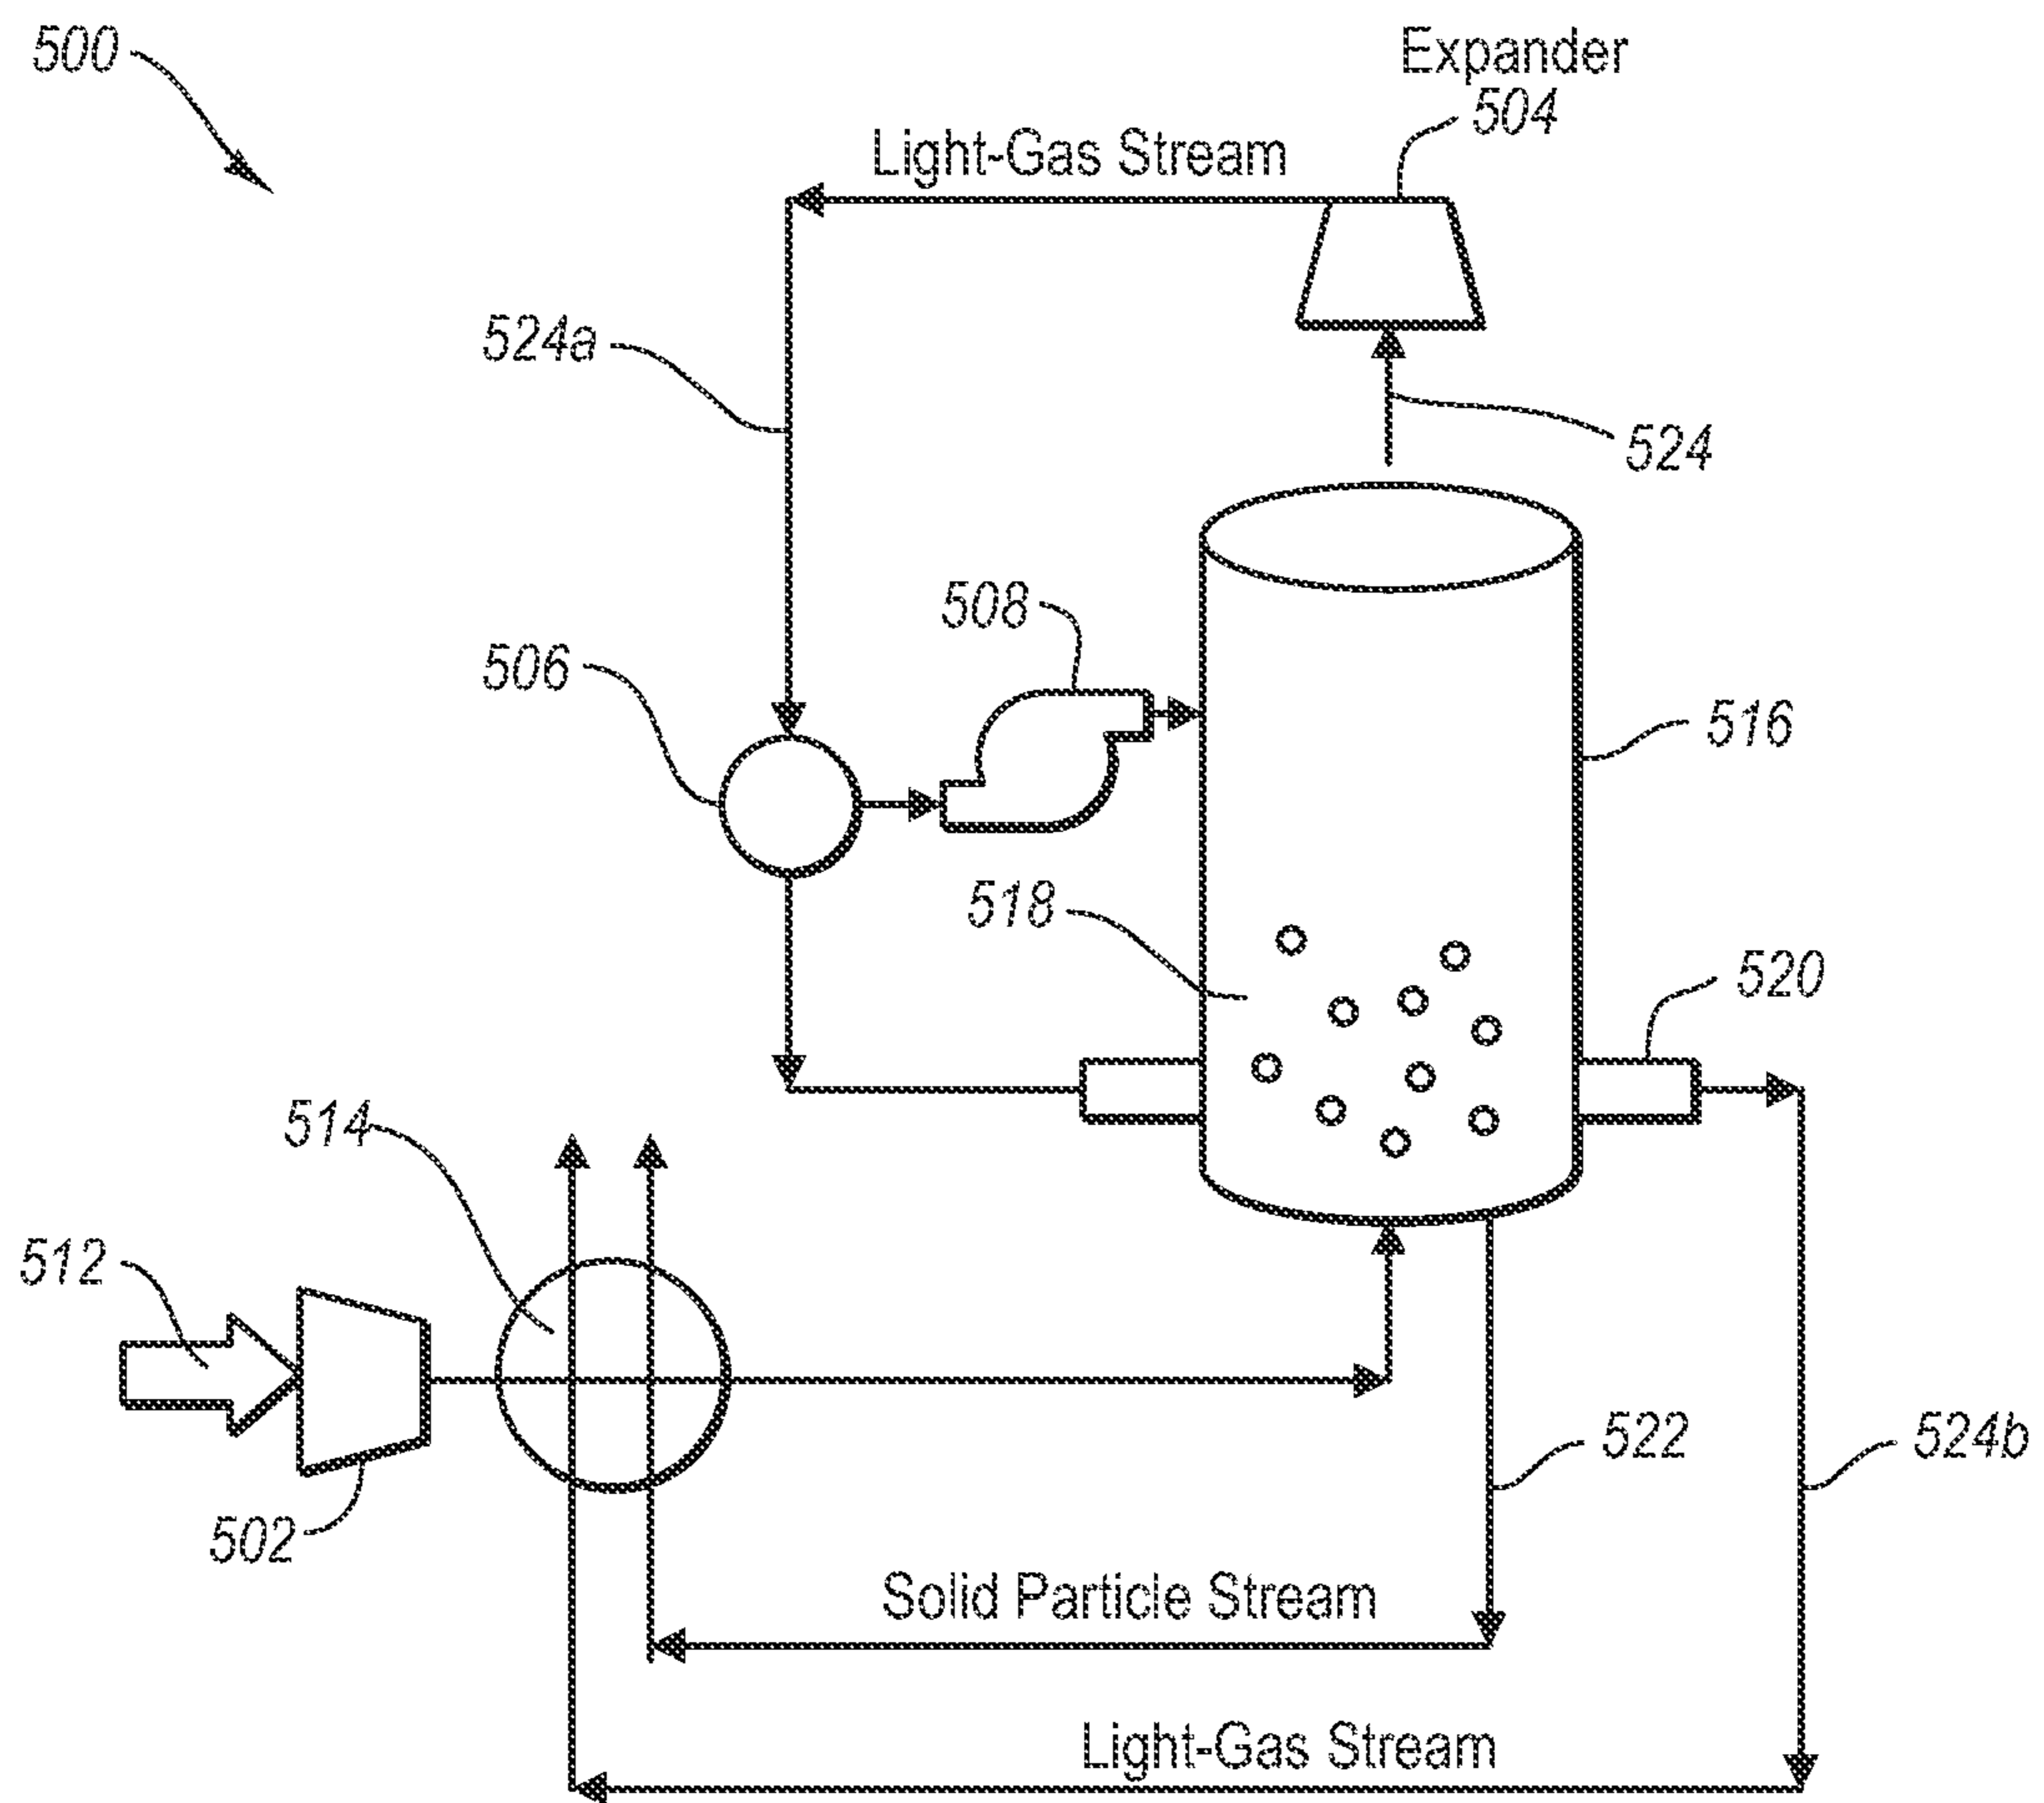 500
Expander
504
Light-Gas Stream
524a
524
508
506
516
518
520
514
512
522
524b
502
Solid Particle Stream
Light-Gas Stream